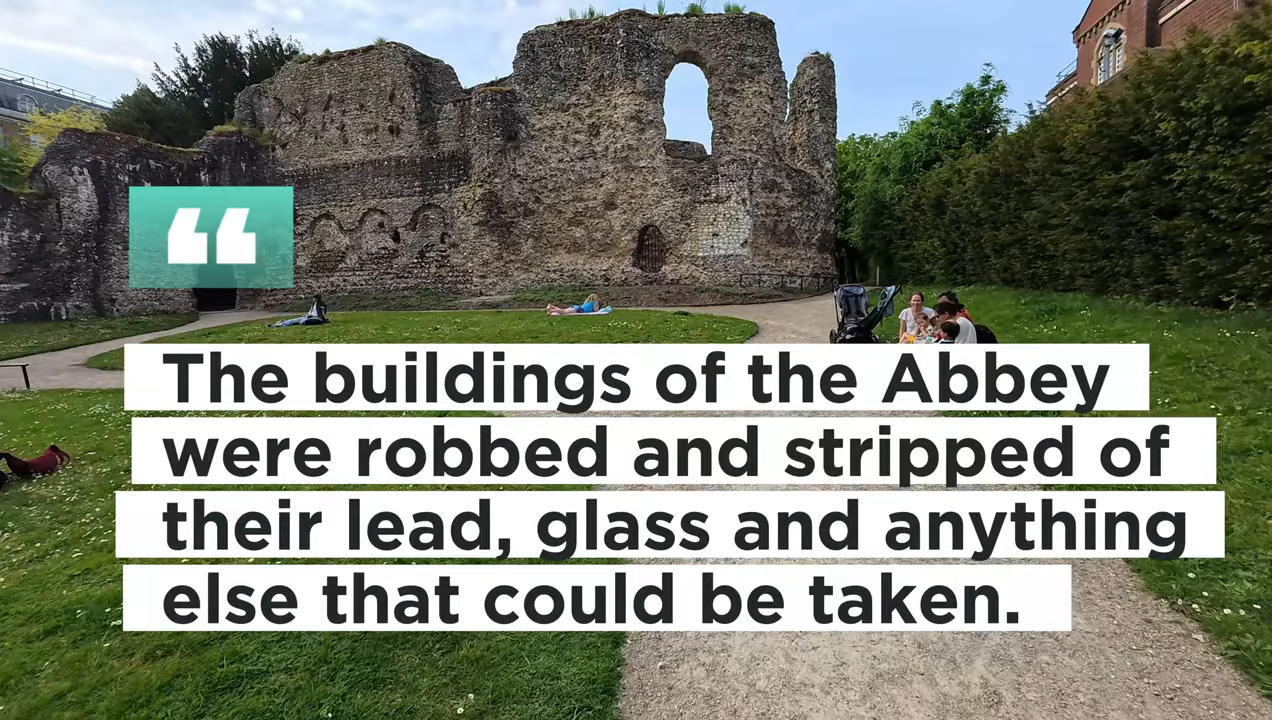 “
The buildings of the Abbey
were robbed and stripped of
their lead, glass and anything
else that could be taken.